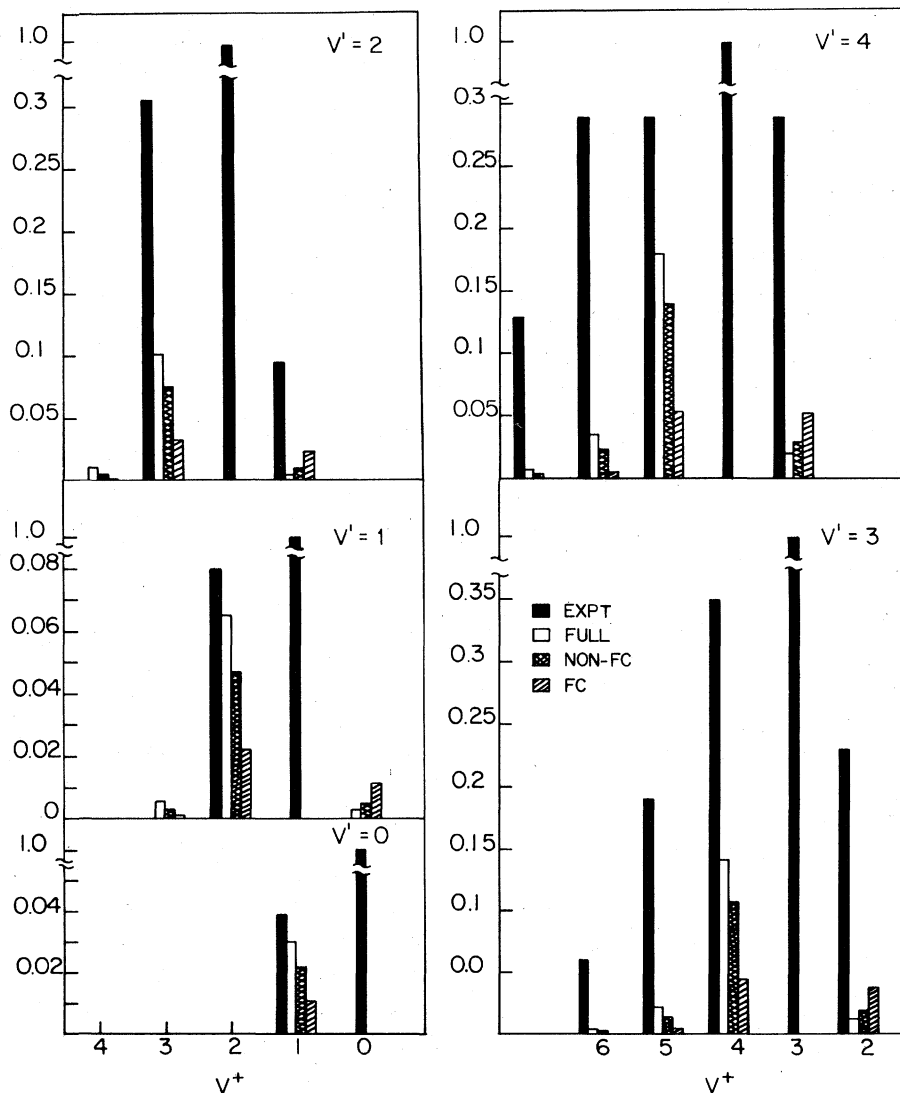 V' = 2
1.0
0.3
0.25
0.2
0.15
0.1
0.05
V' = 1
1.0
0.08
0.06
0.04
0.02
0
V' = 0
1.0
0.04
0.02
4 3 2 1 0
V+
V' = 4
1.0
0.3
0.25
0.2
0.15
0.1
0.05
V' = 3
1.0
0.35
0.3
0.25
0.2
0.15
0.1
0.0
EXPT
FULL
NON-FC
FC
6 5 4 3 2
V+